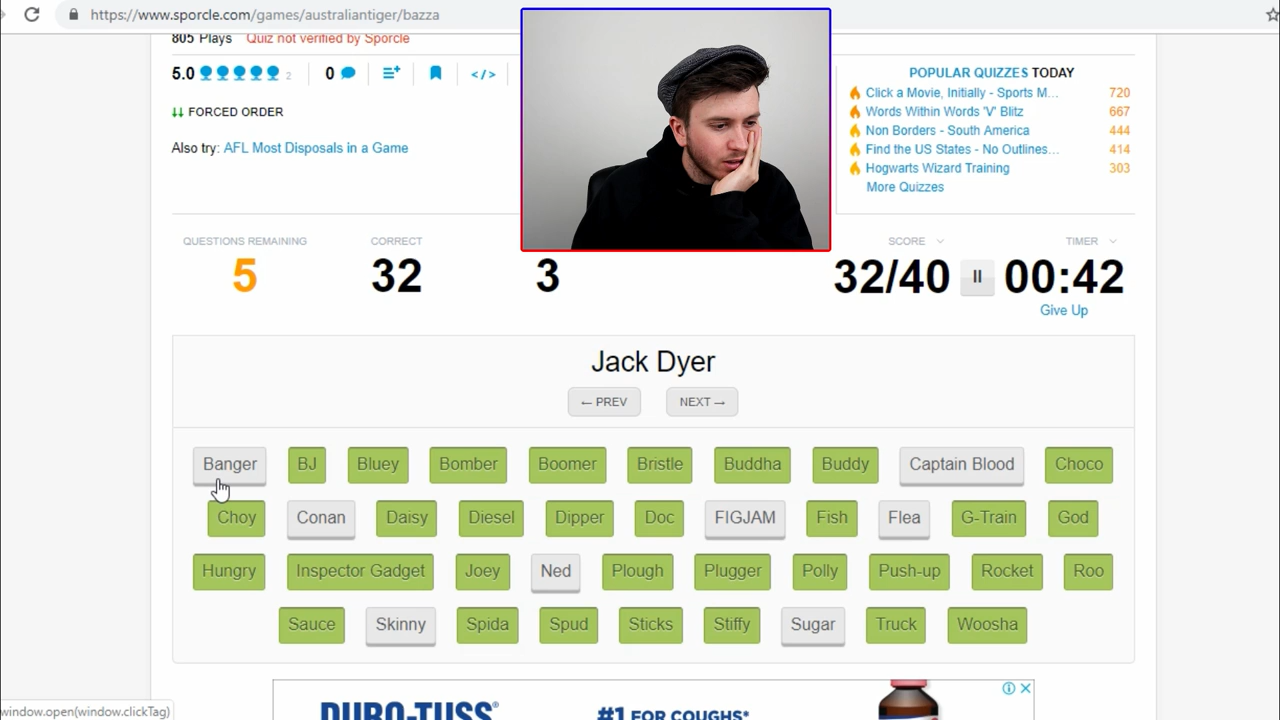 https://www.sporcle.com/games/australiantiger/bazza
805 Plays Quiz not verified by Sporcle
5.0 2 0 </>
FORCED ORDER
Also try: AFL Most Disposals in a Game
POPULAR QUIZZES TODAY
Click a Movie, Initially - Sports M... 720
Words Within Words 'V' Blitz 667
Non Borders - South America 444
Find the US States - No Outlines... 414
Hogwarts Wizard Training 303
More Quizzes
QUESTIONS REMAINING CORRECT SCORE TIMER
5 32 3 32/40 00:42
Give Up
Jack Dyer
← PREV NEXT →
Banger BJ Bluey Bomber Boomer Bristle Buddha Buddy Captain Blood Choco
Choy Conan Daisy Diesel Dipper Doc FIGJAM Fish Flea G-Train God
Hungry Inspector Gadget Joey Ned Plough Plugger Polly Push-up Rocket Roo
Sauce Skinny Spida Spud Sticks Stiffy Sugar Truck Woosha
DURO-TUSS® #1 FOR COUGHS*
window.open(window.clickTag)